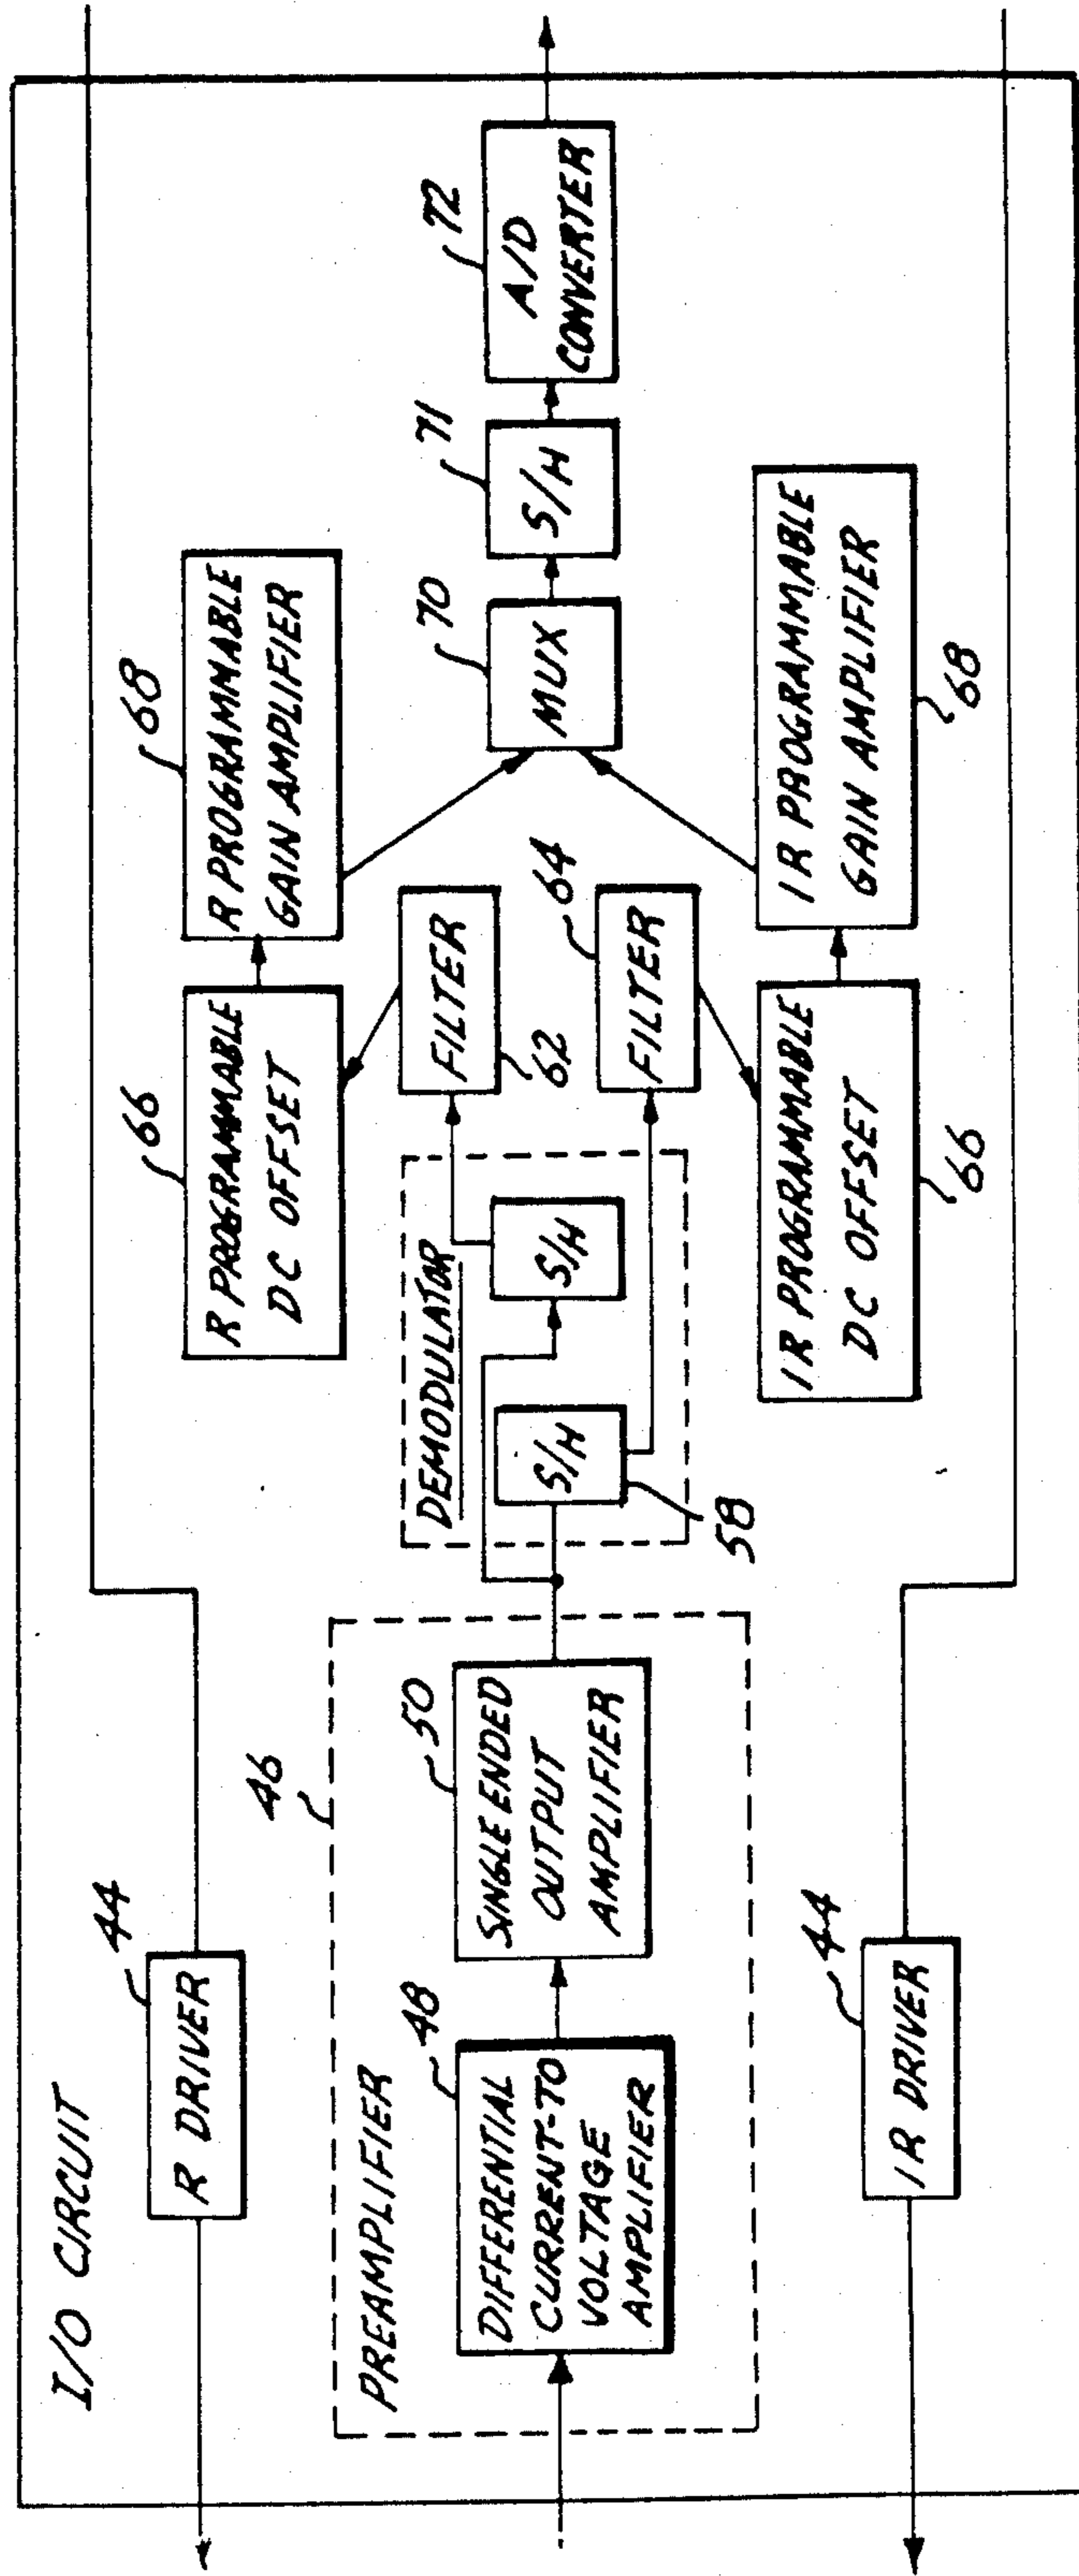 I/O CIRCUIT
44
R DRIVER
46
PREAMPLIFIER
48
DIFFERENTIAL
CURRENT-TO
VOLTAGE
AMPLIFIER
50
SINGLE ENDED
OUTPUT
AMPLIFIER
44
IR DRIVER
DEMODULATOR
S/H
58
S/H
66
R PROGRAMMABLE
DC OFFSET
68
R PROGRAMMABLE
GAIN AMPLIFIER
FILTER
62
64
FILTER
IR PROGRAMMABLE
DC OFFSET
66
IR PROGRAMMABLE
GAIN AMPLIFIER
68
70
MUX
71
S/H
72
A/D
CONVERTER